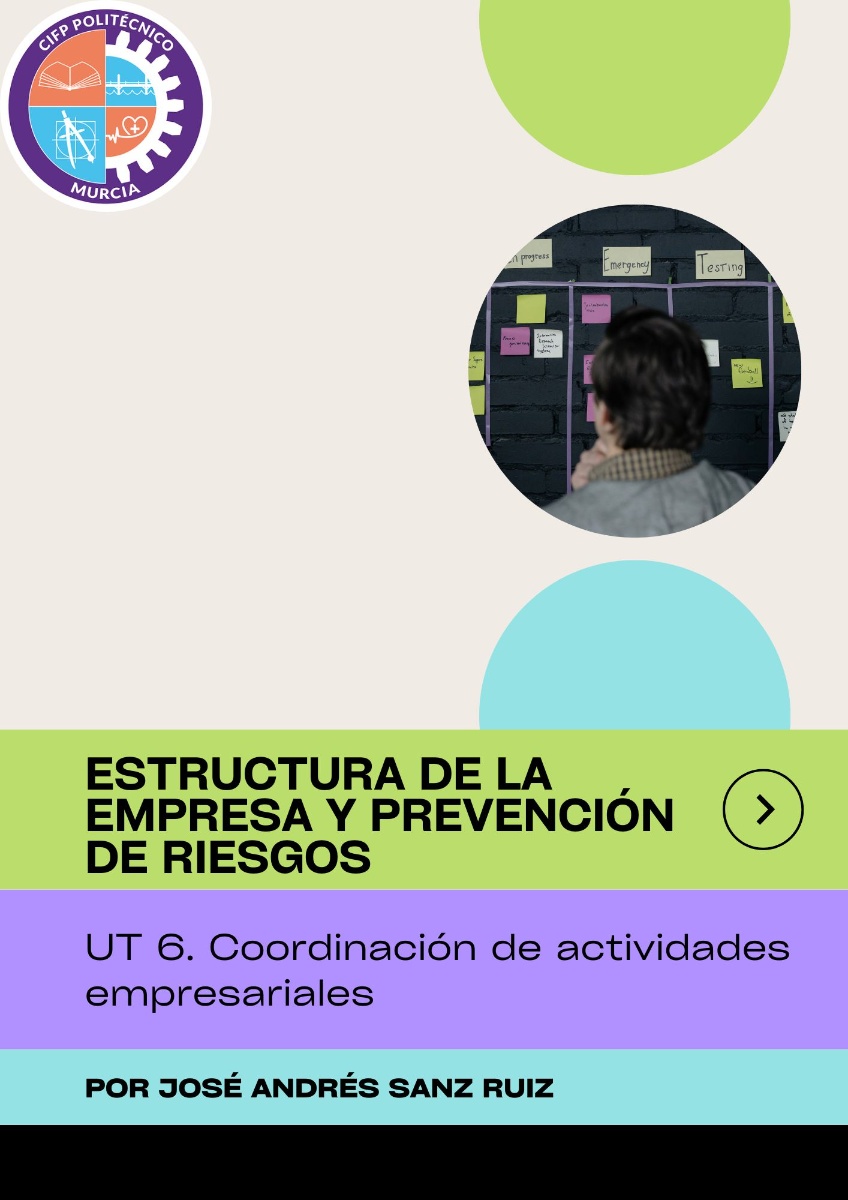 CIFP POLITÉCNICO
MURCIA
n progress
Emergency
Testing
ESTRUCTURA DE LA
EMPRESA Y PREVENCIÓN
DE RIESGOS
UT 6. Coordinación de actividades
empresariales
POR JOSÉ ANDRÉS SANZ RUIZ